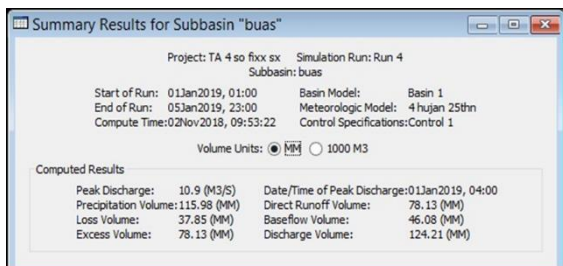 Summary Results for Subbasin "buas"
Project: TA 4 so fixx sx Simulation Run: Run 4
Subbasin: buas
Start of Run: 01Jan2019, 01:00 Basin Model: Basin 1
End of Run: 05Jan2019, 23:00 Meteorologic Model: 4 hujan 25thn
Compute Time:02Nov2018, 09:53:22 Control Specifications:Control 1
Volume Units: MM 1000 M3
Computed Results
Peak Discharge: 10.9 (M3/S) Date/Time of Peak Discharge:01Jan2019, 04:00
Precipitation Volume:115.98 (MM) Direct Runoff Volume: 78.13 (MM)
Loss Volume: 37.85 (MM) Baseflow Volume: 46.08 (MM)
Excess Volume: 78.13 (MM) Discharge Volume: 124.21 (MM)